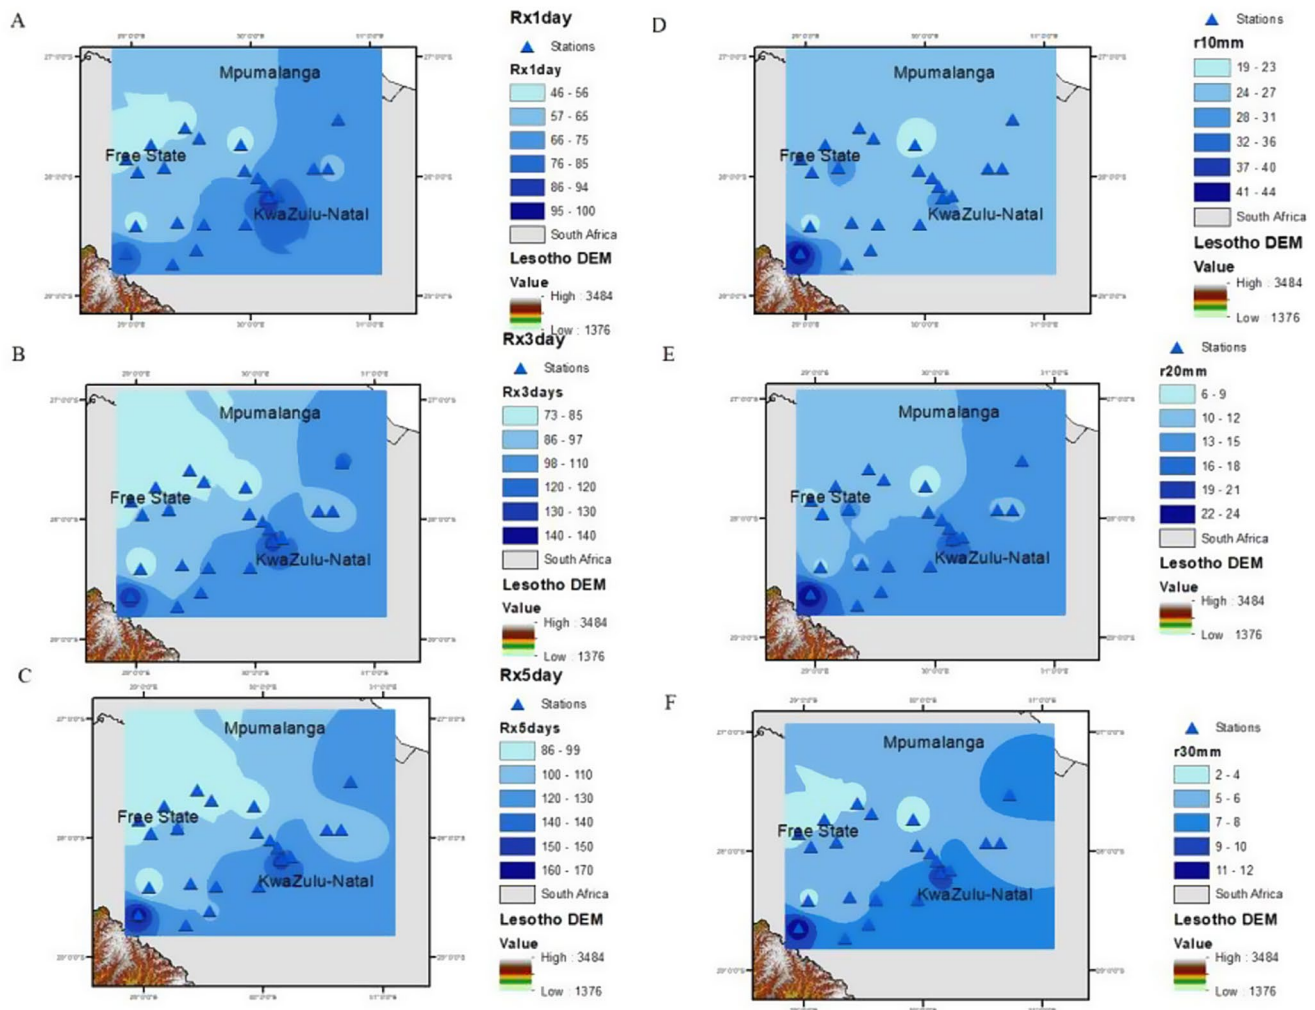 A
Rx1day
Stations
Rx1day
46 - 56
57 - 65
66 - 75
76 - 85
86 - 94
95 - 100
South Africa
Lesotho DEM
Value
High : 3484
Low : 1376
Mpumalanga
Free State
KwaZulu-Natal
B
Rx3day
Stations
Rx3days
73 - 85
86 - 97
98 - 110
120 - 120
130 - 130
140 - 140
South Africa
Lesotho DEM
Value
High : 3484
Low : 1376
Mpumalanga
Free State
KwaZulu-Natal
C
Rx5day
Stations
Rx5days
86 - 99
100 - 110
120 - 130
140 - 140
150 - 150
160 - 170
South Africa
Lesotho DEM
Value
High : 3484
Low : 1376
Mpumalanga
Free State
KwaZulu-Natal
D
Stations
r10mm
19 - 23
24 - 27
28 - 31
32 - 36
37 - 40
41 - 44
South Africa
Lesotho DEM
Value
High : 3484
Low : 1376
Mpumalanga
Free State
KwaZulu-Natal
E
Stations
r20mm
6 - 9
10 - 12
13 - 15
16 - 18
19 - 21
22 - 24
South Africa
Lesotho DEM
Value
High : 3484
Low : 1376
Mpumalanga
Free State
KwaZulu-Natal
F
Stations
r30mm
2 - 4
5 - 6
7 - 8
9 - 10
11 - 12
South Africa
Lesotho DEM
Value
High : 3484
Low : 1376
Mpumalanga
Free State
KwaZulu-Natal